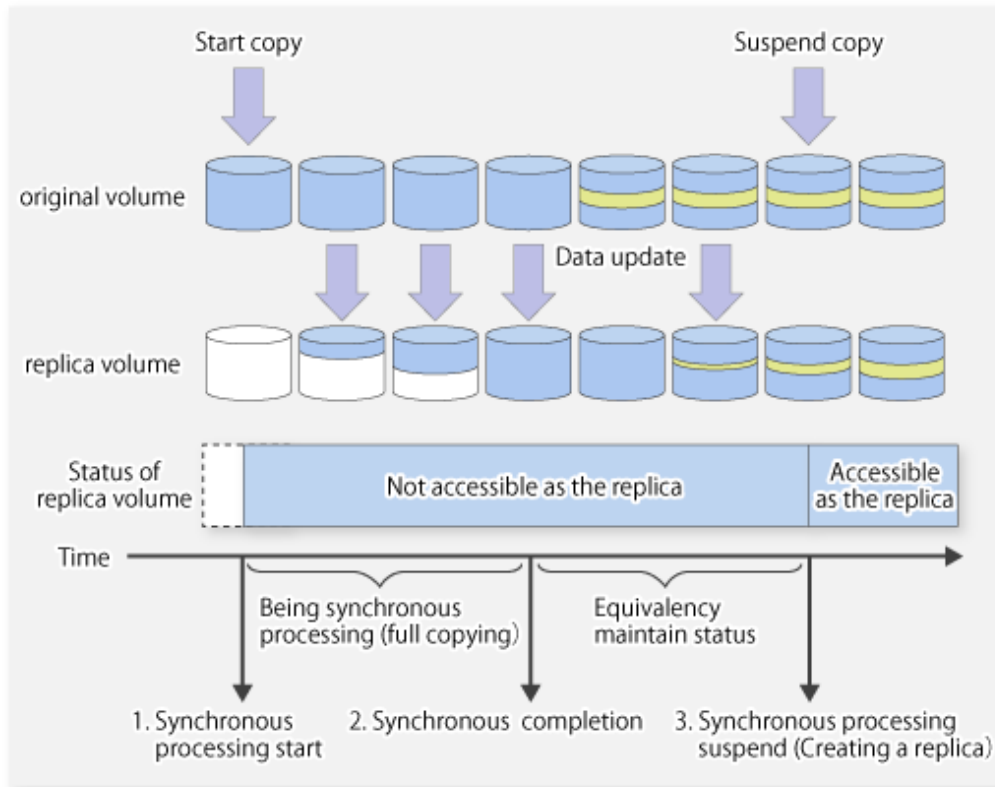 Start copy
Suspend copy
original volume
Data update
replica volume
Status of
replica volume
Not accessible as the replica
Accessible
as the replica
Time
Being synchronous
processing (full copying)
Equivalency
maintain status
1. Synchronous
processing start
2. Synchronous completion
3. Synchronous processing
suspend (Creating a replica)